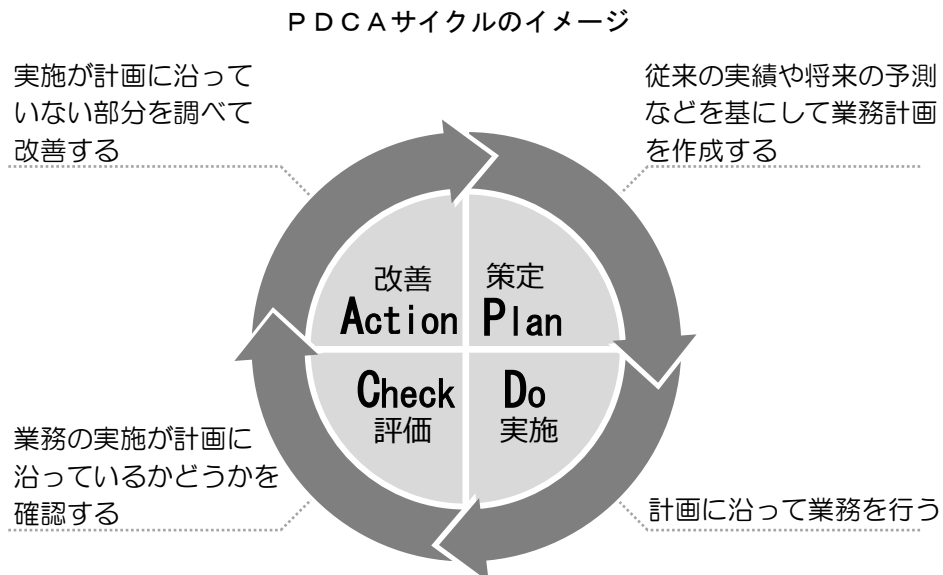 ＰＤＣＡサイクルのイメージ
実施が計画に沿って
いない部分を調べて
改善する
従来の実績や将来の予測
などを基にして業務計画
を作成する
改善
Action
策定
Plan
Check
評価
Do
実施
業務の実施が計画に
沿っているかどうかを
確認する
計画に沿って業務を行う